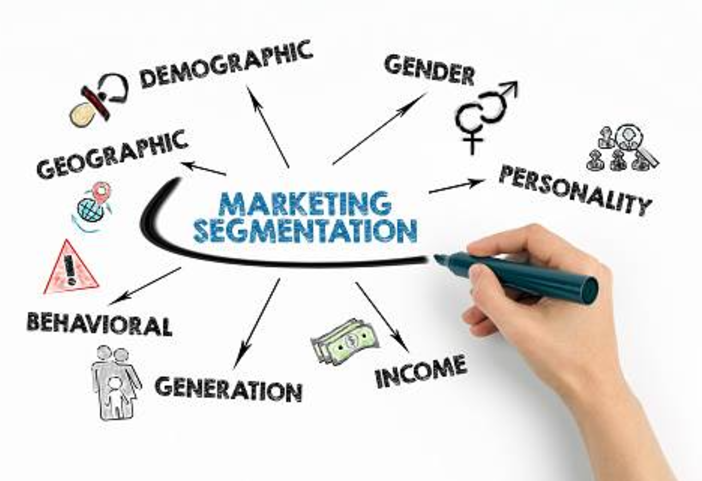 DEMOGRAPHIC
GENDER
GEOGRAPHIC
PERSONALITY
MARKETING
SEGMENTATION
BEHAVIORAL
GENERATION
INCOME
$